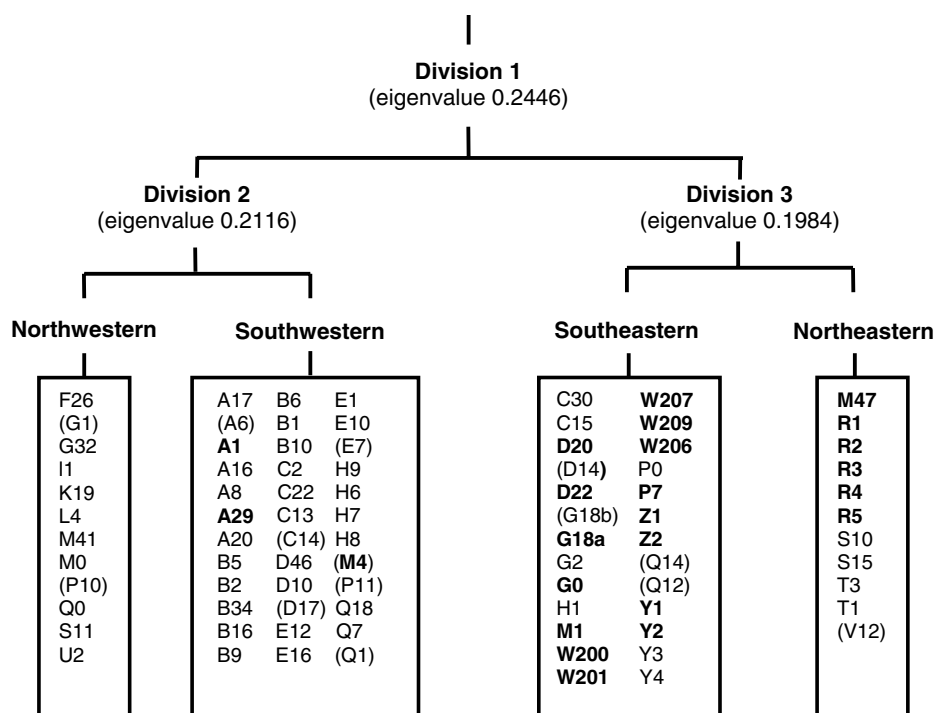 Division 1
(eigenvalue 0.2446)
Division 2
(eigenvalue 0.2116)
Division 3
(eigenvalue 0.1984)
Northwestern
Southwestern
Southeastern
Northeastern
F26
(G1)
G32
I1
K19
L4
M41
M0
(P10)
Q0
S11
U2
A17 B6 E1
(A6) B1 E10
A1 B10 (E7)
A16 C2 H9
A8 C22 H6
A29 C13 H7
A20 (C14) H8
B5 D46 (M4)
B2 D10 (P11)
B34 (D17) Q18
B16 E12 Q7
B9 E16 (Q1)
C30 W207
C15 W209
D20 W206
(D14) P0
D22 P7
(G18b) Z1
G18a Z2
G2 (Q14)
G0 (Q12)
H1 Y1
M1 Y2
W200 Y3
W201 Y4
M47
R1
R2
R3
R4
R5
S10
S15
T3
T1
(V12)